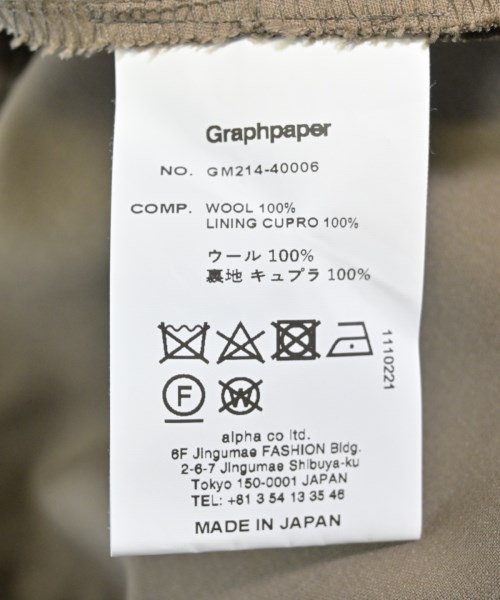 Graphpaper
NO. GM214-40006
COMP. WOOL 100%
LINING CUPRO 100%
ウール 100%
裏地 キュプラ 100%
1110221
F
W
alpha co ltd.
6F Jingumae FASHION Bldg.
2-6-7 Jingumae Shibuya-ku
Tokyo 150-0001 JAPAN
TEL: +81 3 54 13 35 46
MADE IN JAPAN